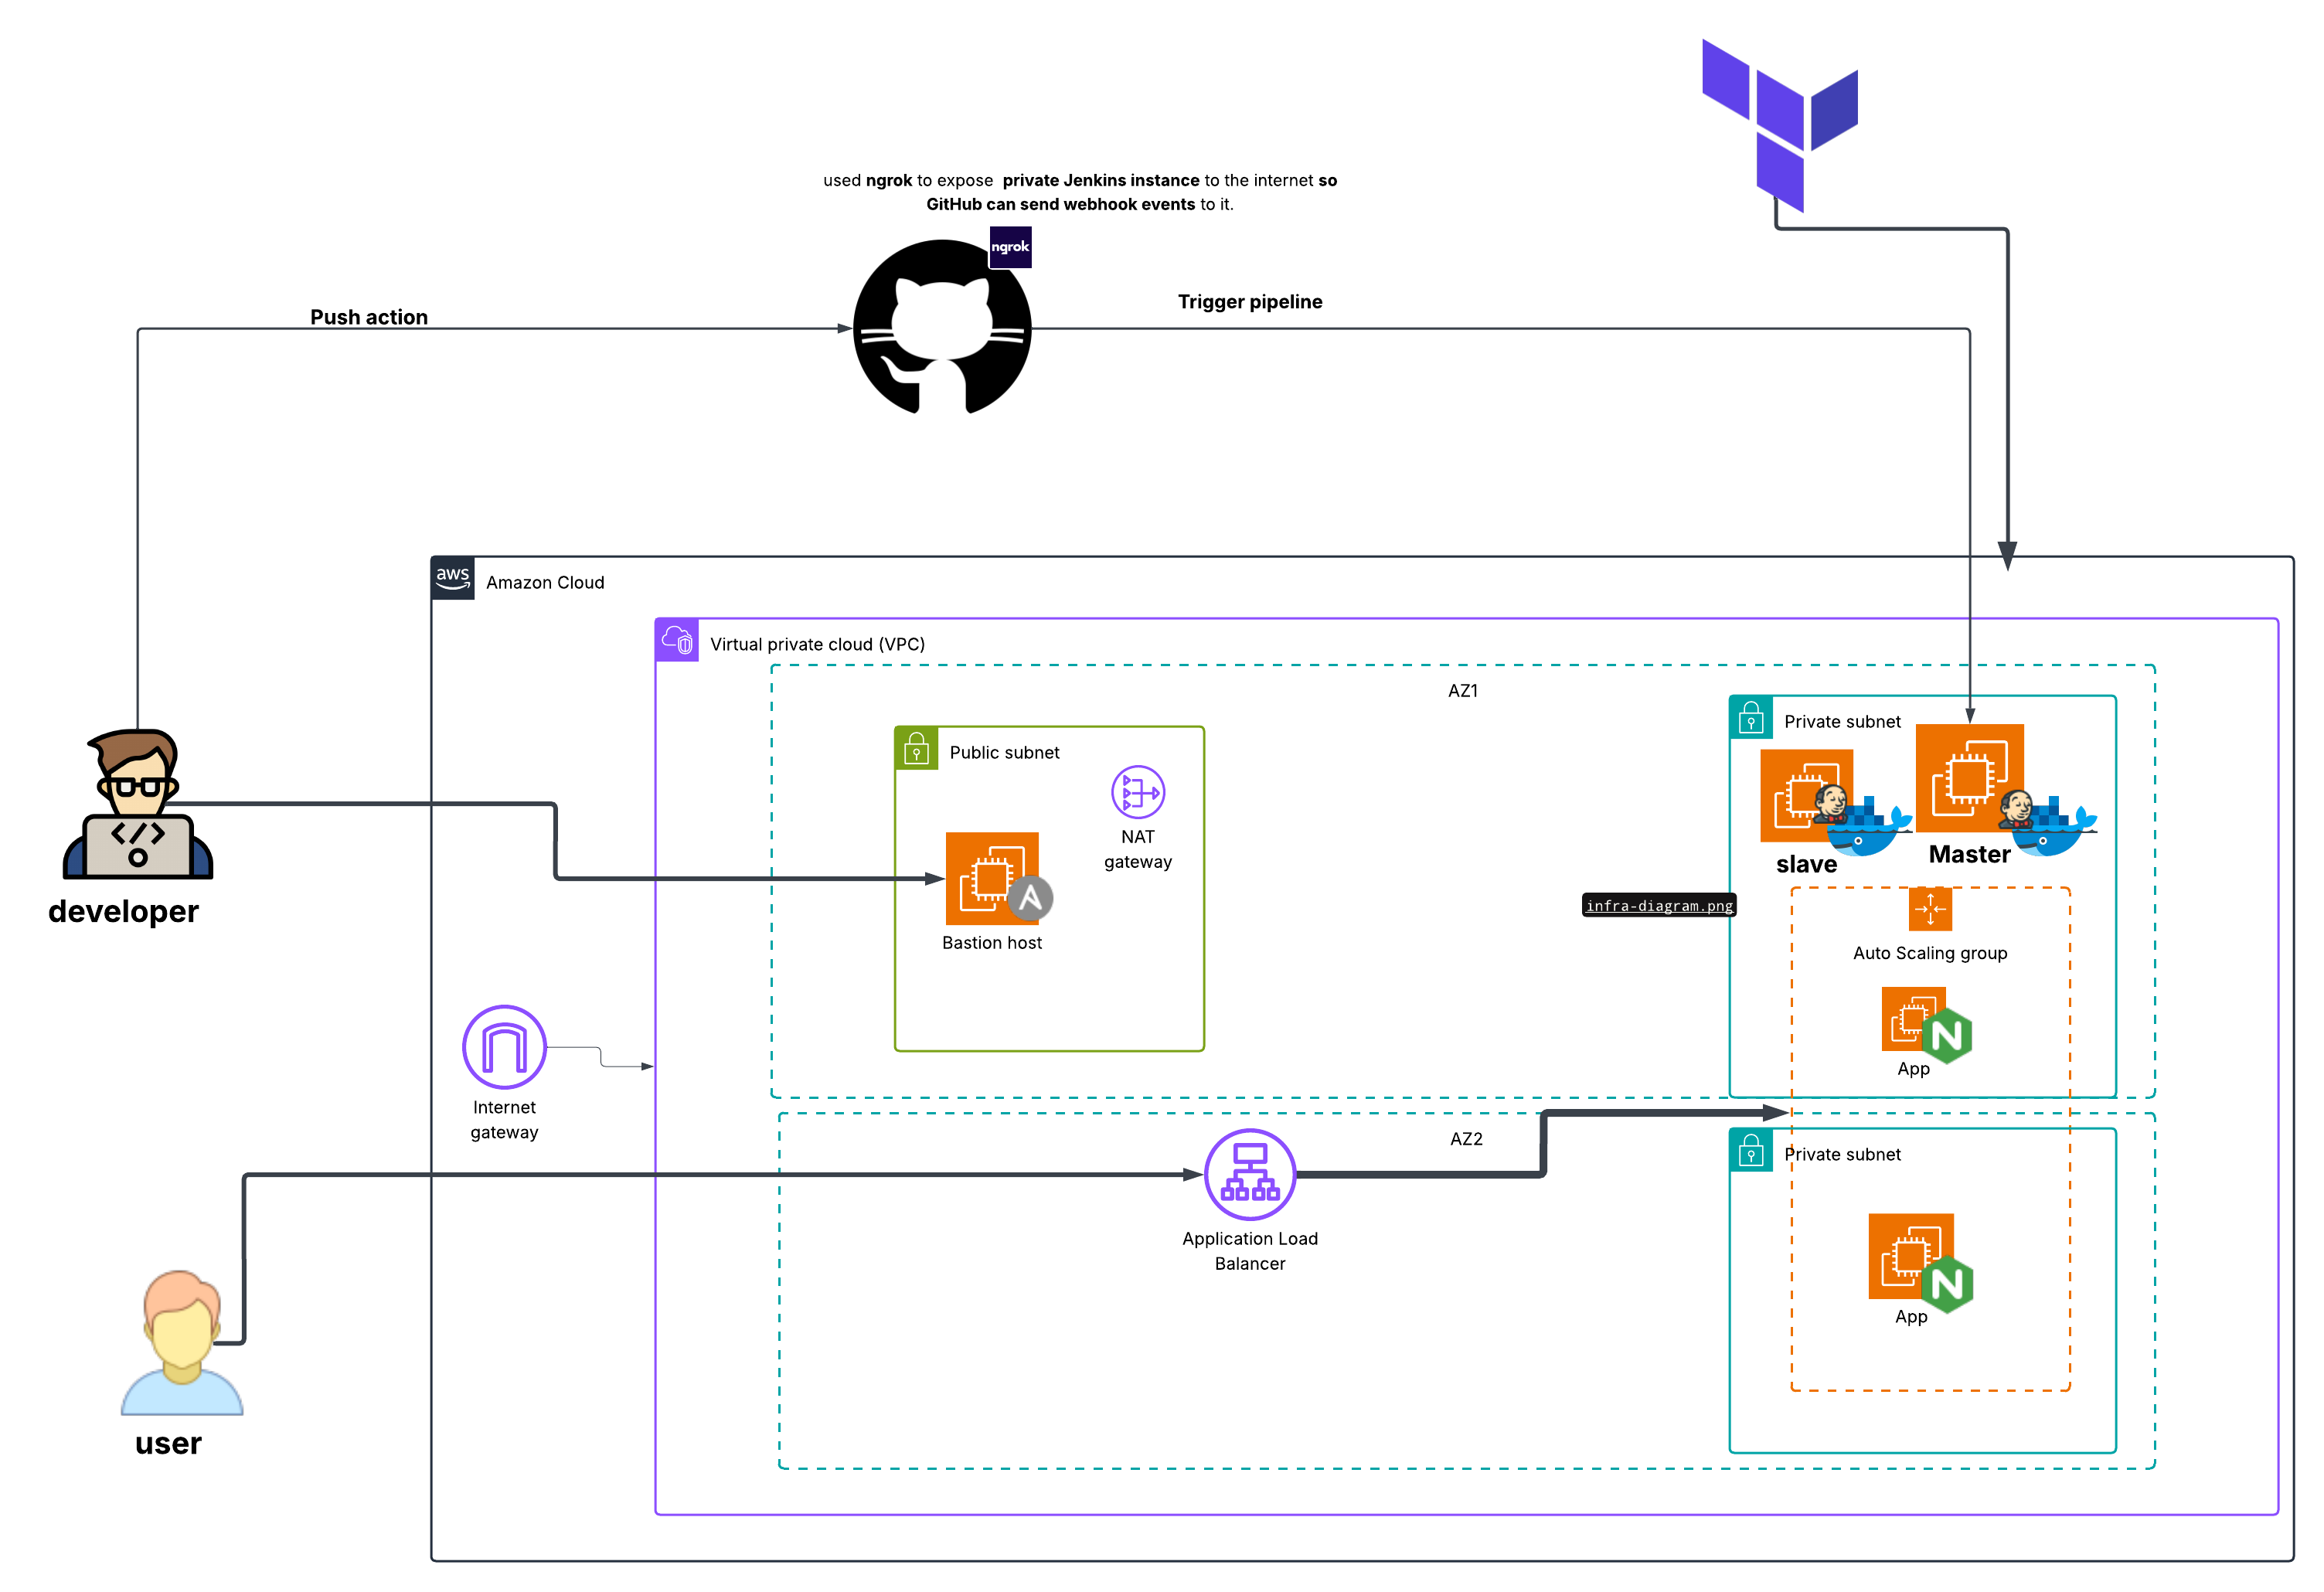 used ngrok to expose  private Jenkins instance to the internet so
GitHub can send webhook events to it.
ngrok
Push action
Trigger pipeline
aws
Amazon Cloud
Virtual private cloud (VPC)
AZ1
Private subnet
Public subnet
NAT
gateway
slave
Master
developer
Bastion host
infra-diagram.png
Auto Scaling group
App
Internet
gateway
AZ2
Private subnet
Application Load
Balancer
App
user